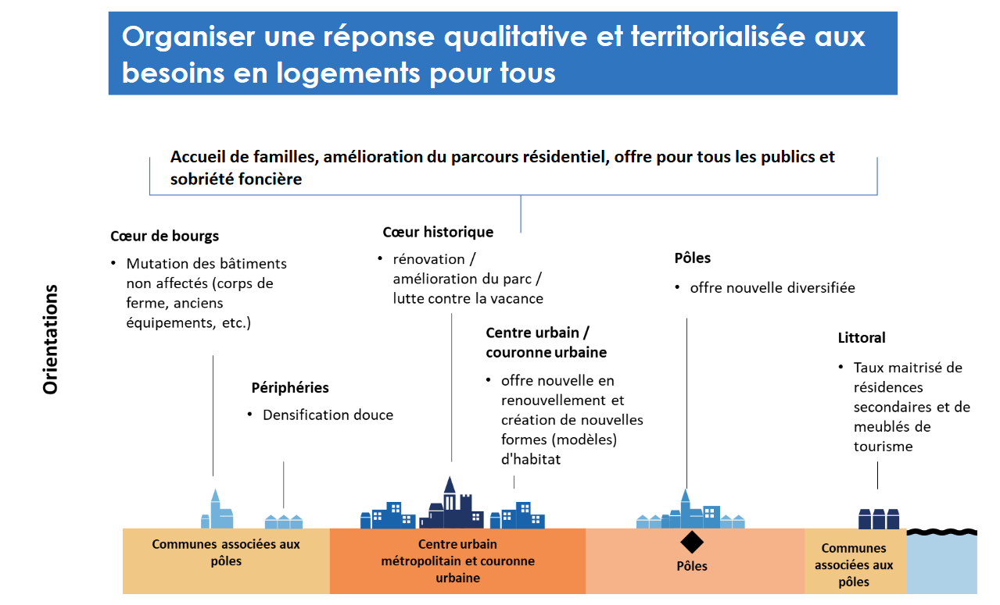 Organiser une réponse qualitative et territorialisée aux
besoins en logements pour tous
Accueil de familles, amélioration du parcours résidentiel, offre pour tous les publics et
sobriété foncière
Orientations
Cœur de bourgs
• Mutation des bâtiments
non affectés (corps de
ferme, anciens
équipements, etc.)
Périphéries
• Densification douce
Cœur historique
• rénovation /
amélioration du parc /
lutte contre la vacance
Centre urbain /
couronne urbaine
• offre nouvelle en
renouvellement et
création de nouvelles
formes (modèles)
d'habitat
Pôles
• offre nouvelle diversifiée
Littoral
• Taux maitrisé de
résidences
secondaires et de
meublés de
tourisme
Communes associées aux
pôles
Centre urbain
métropolitain et couronne
urbaine
Pôles
Communes
associées aux
pôles